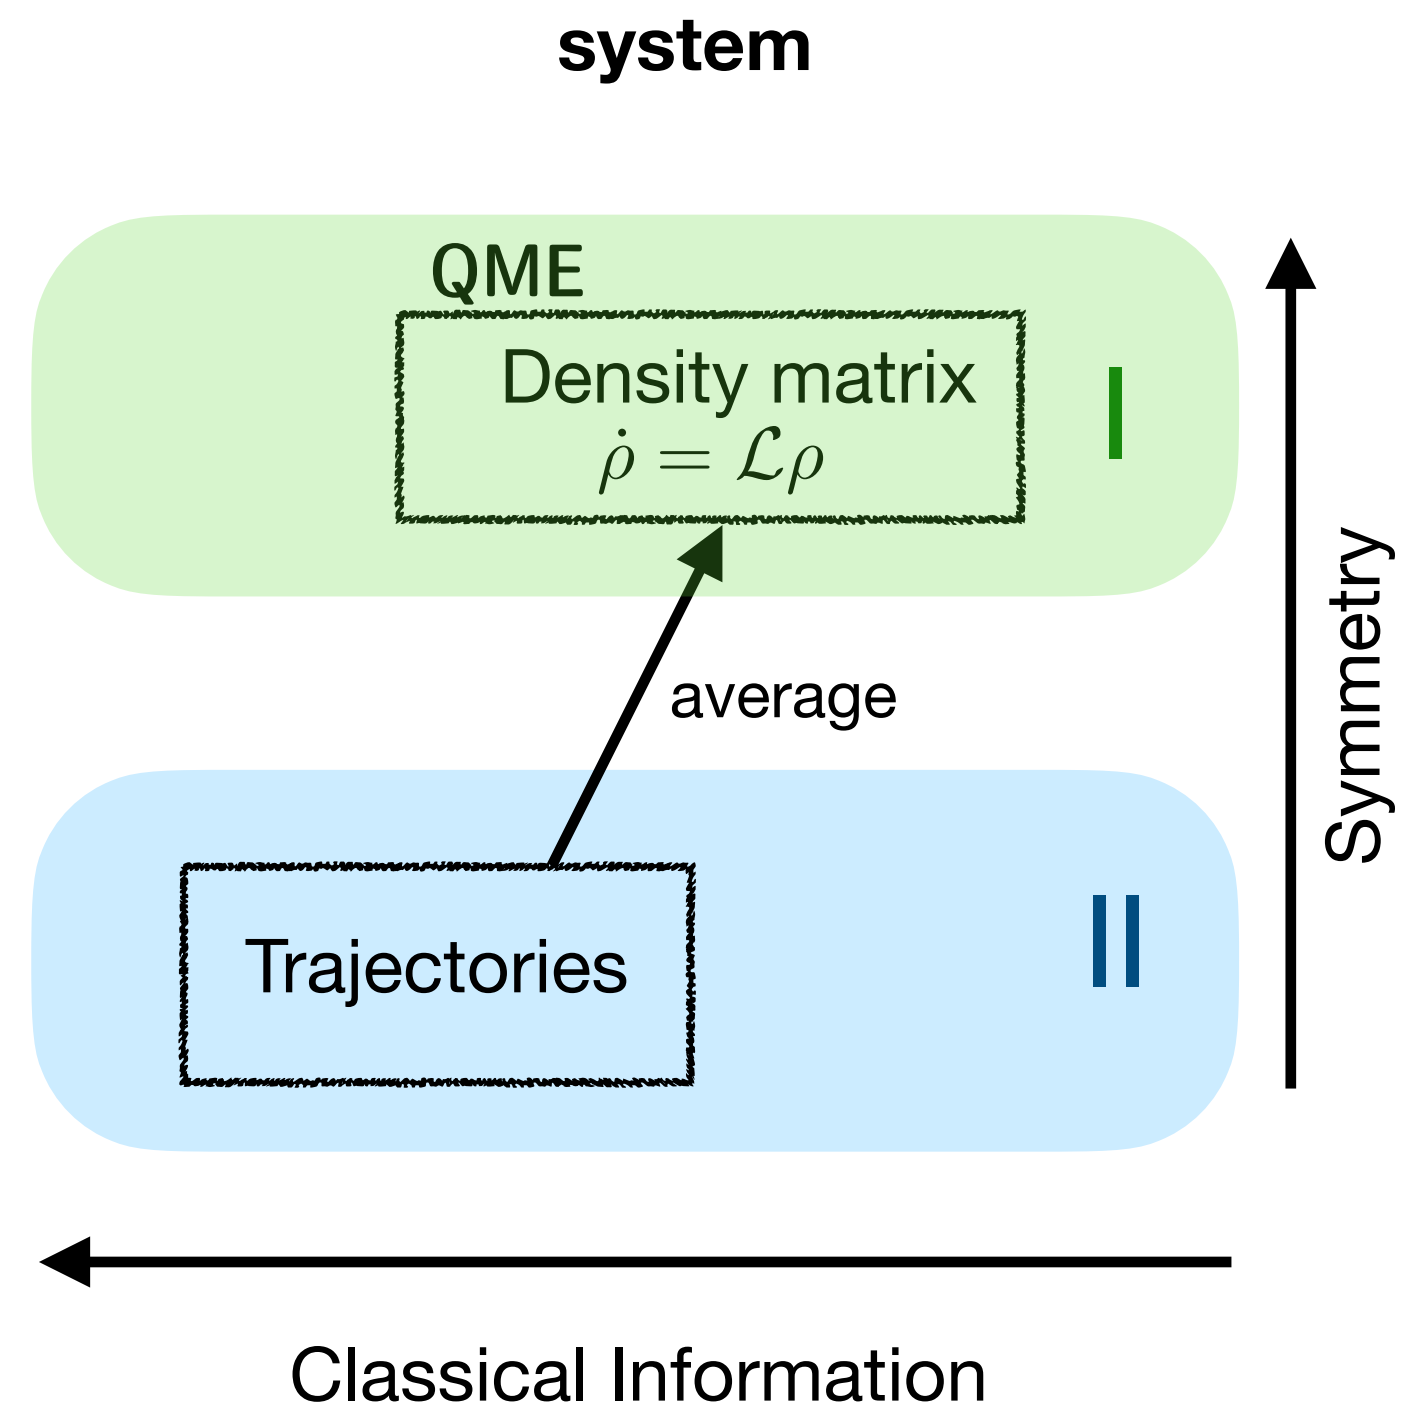 system
QME
Density matrix
ρ̇ = ℒρ
I
average
Symmetry
Trajectories
II
Classical Information